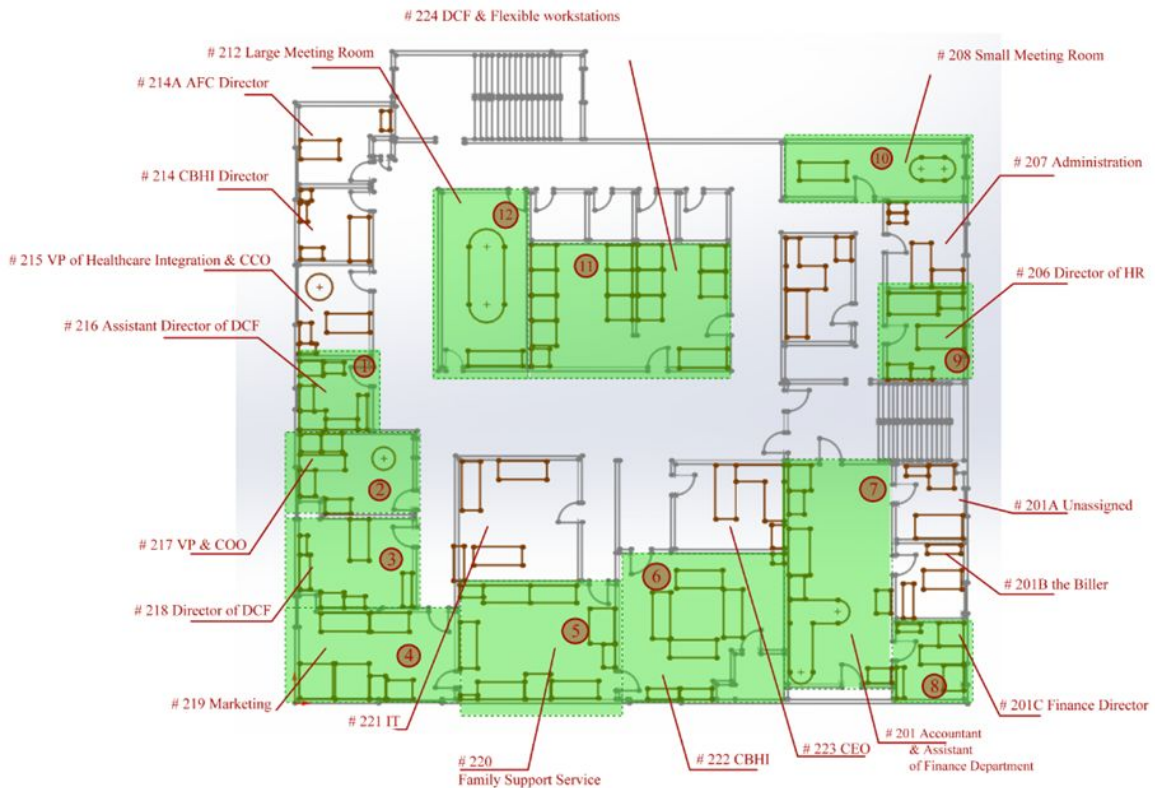 # 224 DCF & Flexible workstations
# 212 Large Meeting Room
# 208 Small Meeting Room
# 214A AFC Director
10
# 207 Administration
# 214 CBHI Director
12
11
# 215 VP of Healthcare Integration & CCO
# 206 Director of HR
# 216 Assistant Director of DCF
1
9
2
7
# 201A Unassigned
# 217 VP & COO
3
6
# 201B the Biller
# 218 Director of DCF
5
4
8
# 219 Marketing
# 221 IT
# 201C Finance Director
# 220
Family Support Service
# 222 CBHI
# 223 CEO
# 201 Accountant
& Assistant
of Finance Department